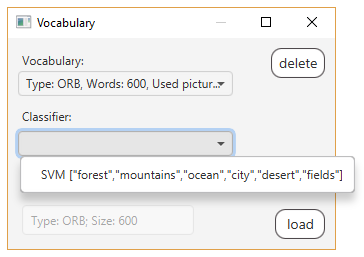 Vocabulary
Vocabulary:
delete
Type: ORB, Words: 600, Used pictur...
Classifier:
SVM ["forest","mountains","ocean","city","desert","fields"]
Type: ORB; Size: 600
load